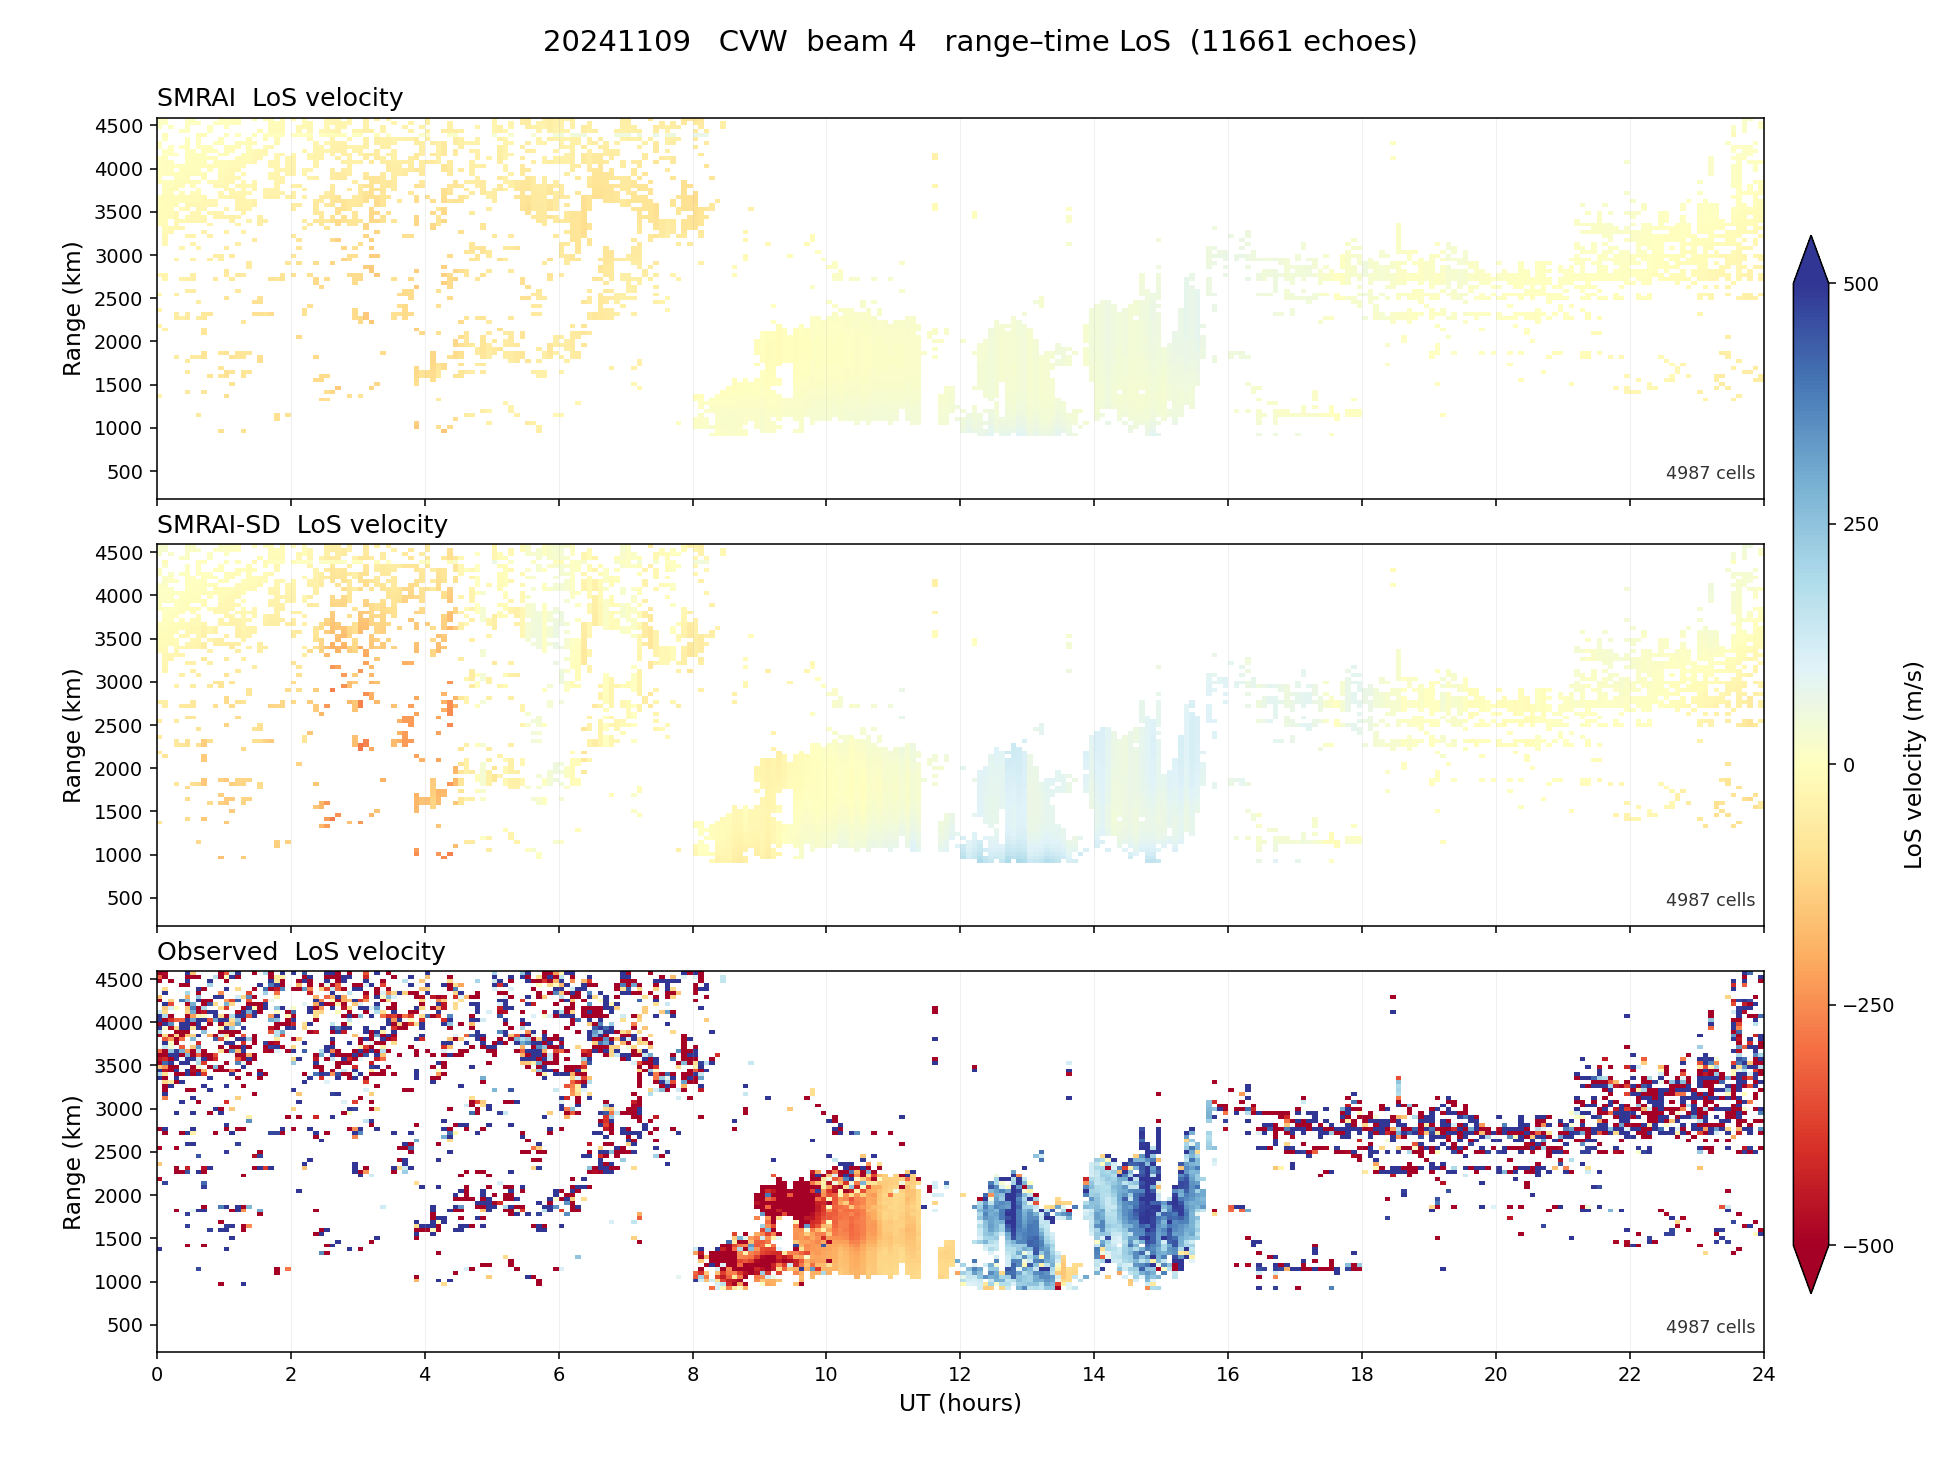 20241109   CVW  beam 4   range–time LoS  (11661 echoes)
SMRAI  LoS velocity
4500
4000
3500
3000
2500
2000
1500
1000
500
Range (km)
4987 cells
SMRAI-SD  LoS velocity
4500
4000
3500
3000
2500
2000
1500
1000
500
Range (km)
4987 cells
Observed  LoS velocity
4500
4000
3500
3000
2500
2000
1500
1000
500
Range (km)
4987 cells
0 2 4 6 8 10 12 14 16 18 20 22 24
UT (hours)
500
250
0
−250
−500
LoS velocity (m/s)